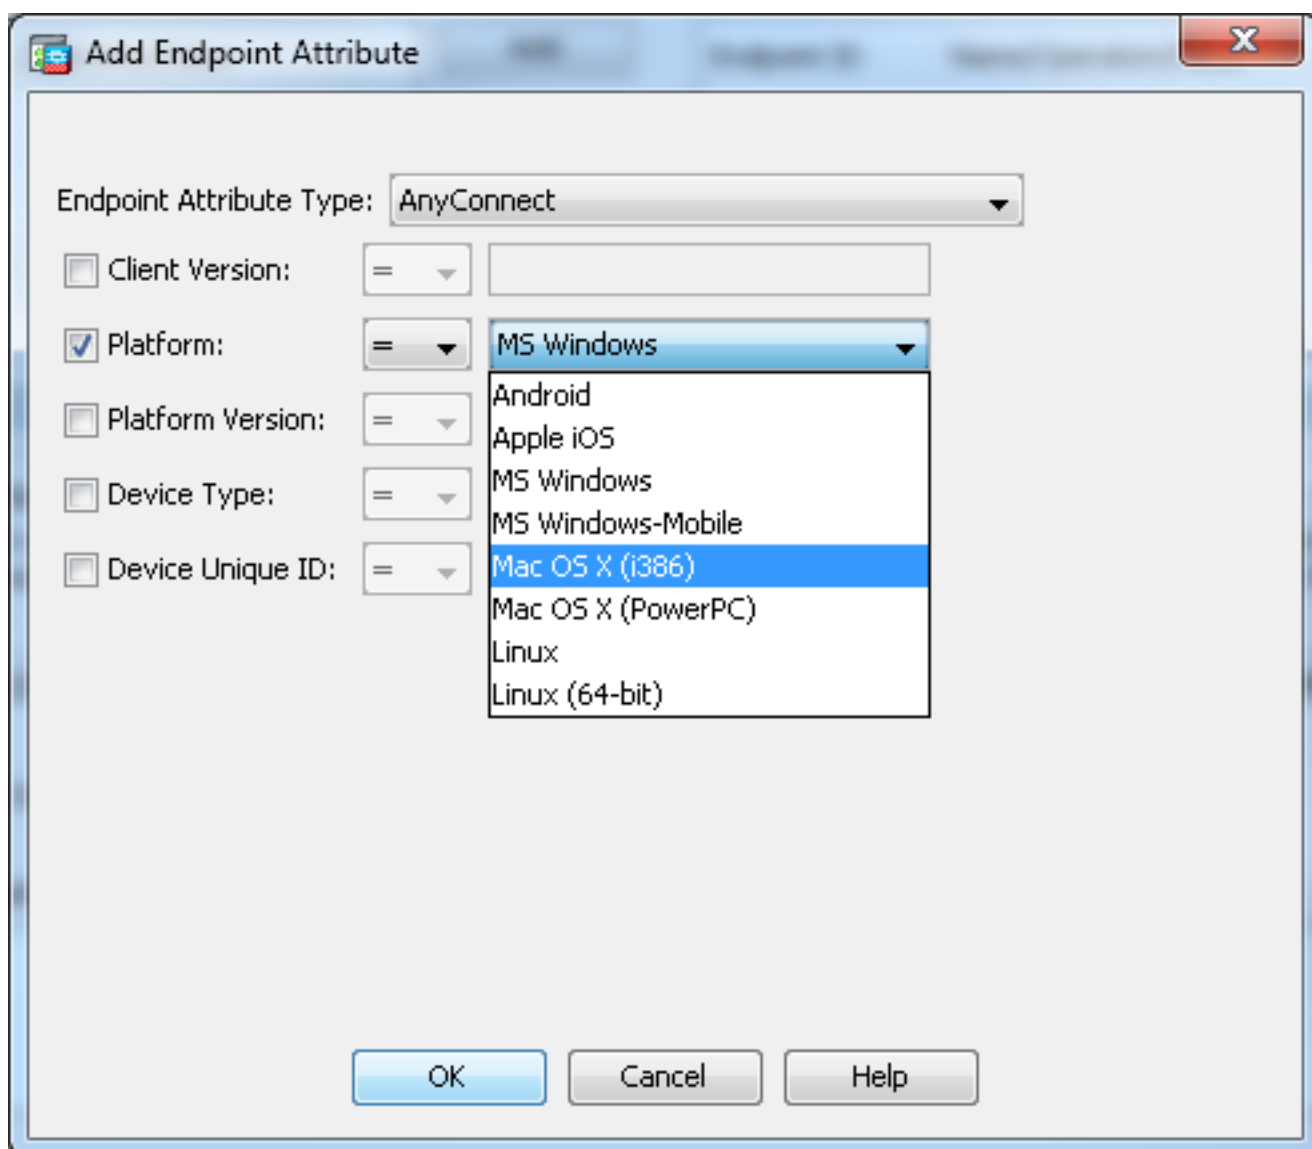 Add Endpoint Attribute
Endpoint Attribute Type: AnyConnect
Client Version: =
Platform: = MS Windows
Android
Apple iOS
Platform Version: =
MS Windows
Device Type: =
MS Windows-Mobile
Mac OS X (i386)
Device Unique ID: =
Mac OS X (PowerPC)
Linux
Linux (64-bit)
OK Cancel Help